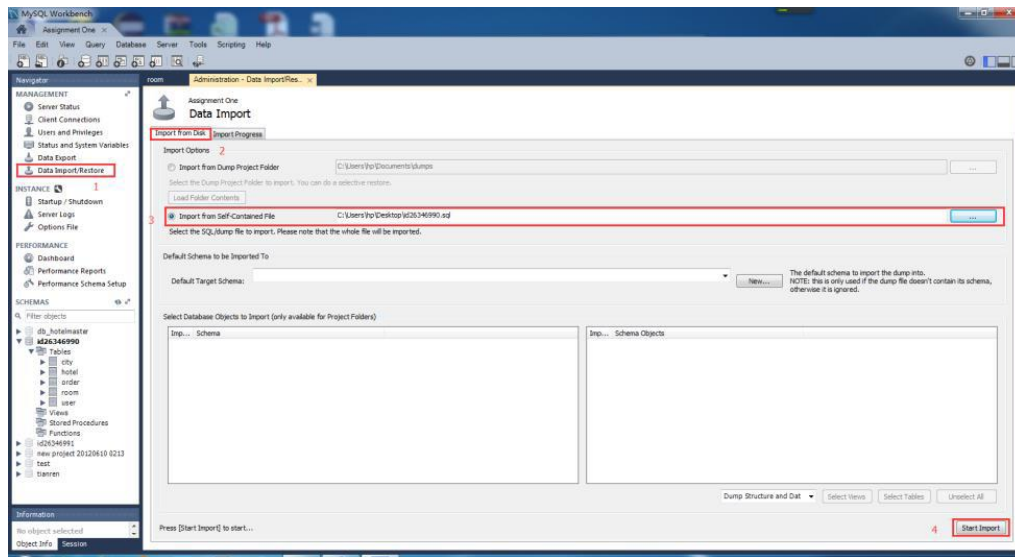 MySQL Workbench
Assignment One
File Edit View Query Database Server Tools Scripting Help
Navigator
MANAGEMENT
Server Status
Client Connections
Users and Privileges
Status and System Variables
Data Export
Data Import/Restore
1
INSTANCE
Startup / Shutdown
Server Logs
Options File
PERFORMANCE
Dashboard
Performance Reports
Performance Schema Setup
SCHEMAS
Filter objects
db_hotelmaster
id26346990
Tables
city
hotel
order
room
user
Views
Stored Procedures
Functions
id26346991
new project 20120610 0213
test
tianren
Information
No object selected
Object Info Session
room Administration - Data Import/Res...
Assignment One
Data Import
Import from Disk Import Progress
Import Options 2
Import from Dump Project Folder C:\Users\hp\Documents\dumps ...
Select the Dump Project Folder to import. You can do a selective restore.
Load Folder Contents
3 Import from Self-Contained File C:\Users\hp\Desktop\id26346990.sql ...
Select the SQL/dump file to import. Please note that the whole file will be imported.
Default Schema to be Imported To
Default Target Schema: New... The default schema to import the dump into.
NOTE: this is only used if the dump file doesn't contain its schema,
otherwise it is ignored.
Select Database Objects to Import (only available for Project Folders)
Imp... Schema Imp... Schema Objects
Dump Structure and Dat Select Views Select Tables Unselect All
Press [Start Import] to start... 4 Start Import